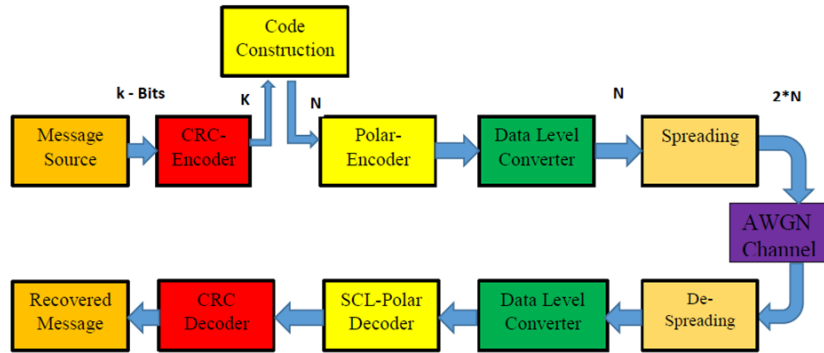 Code
Construction
k - Bits
K
N
N
2*N
Message
Source
CRC-
Encoder
Polar-
Encoder
Data Level
Converter
Spreading
AWGN
Channel
Recovered
Message
CRC
Decoder
SCL-Polar
Decoder
Data Level
Converter
De-
Spreading